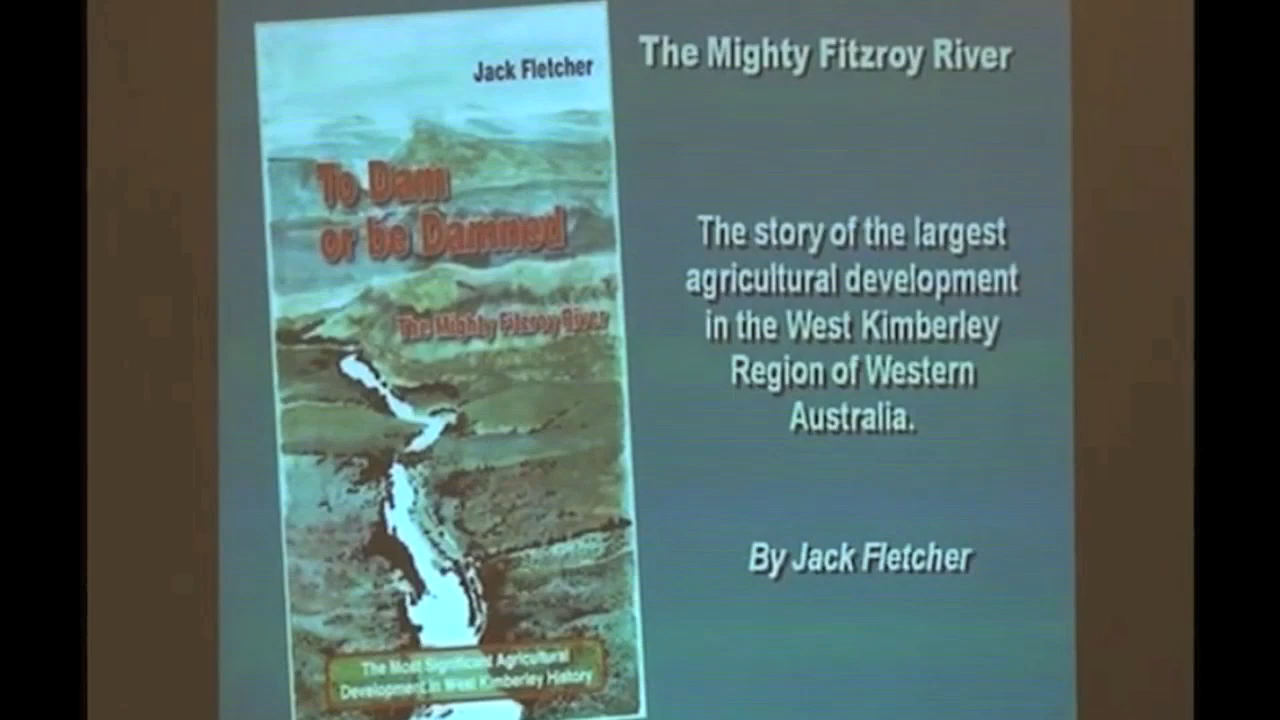 Jack Fletcher
To Dam
or be Damned
The Mighty Fitzroy River
The Most Significant Agricultural
Development in West Kimberley History
The Mighty Fitzroy River
The story of the largest
agricultural development
in the West Kimberley
Region of Western
Australia.
By Jack Fletcher